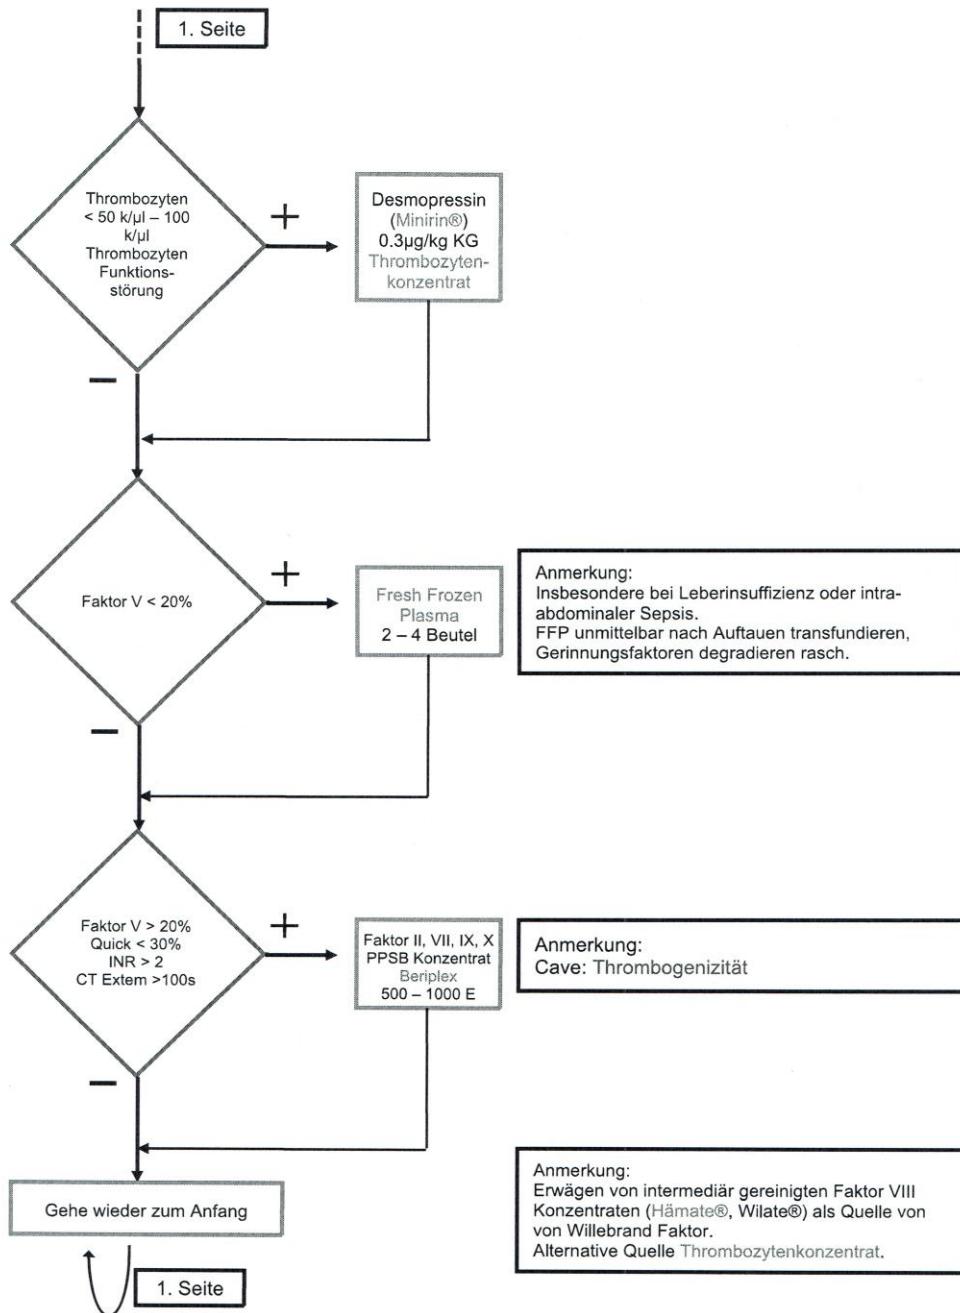 1. Seite
Thrombozyten
< 50 k/µl – 100
k/µl
Thrombozyten
Funktions-
störung
+
Desmopressin
(Minirin®)
0.3µg/kg KG
Thrombozyten-
konzentrat
–
Faktor V < 20%
+
Fresh Frozen
Plasma
2 – 4 Beutel
Anmerkung:
Insbesondere bei Leberinsuffizienz oder intra-
abdominaler Sepsis.
FFP unmittelbar nach Auftauen transfundieren,
Gerinnungsfaktoren degradieren rasch.
–
Faktor V > 20%
Quick < 30%
INR > 2
CT Extem >100s
+
Faktor II, VII, IX, X
PPSB Konzentrat
Beriplex
500 – 1000 E
Anmerkung:
Cave: Thrombogenizität
–
Gehe wieder zum Anfang
Anmerkung:
Erwägen von intermediär gereinigten Faktor VIII
Konzentraten (Hämate®, Wilate®) als Quelle von
von Willebrand Faktor.
Alternative Quelle Thrombozytenkonzentrat.
1. Seite